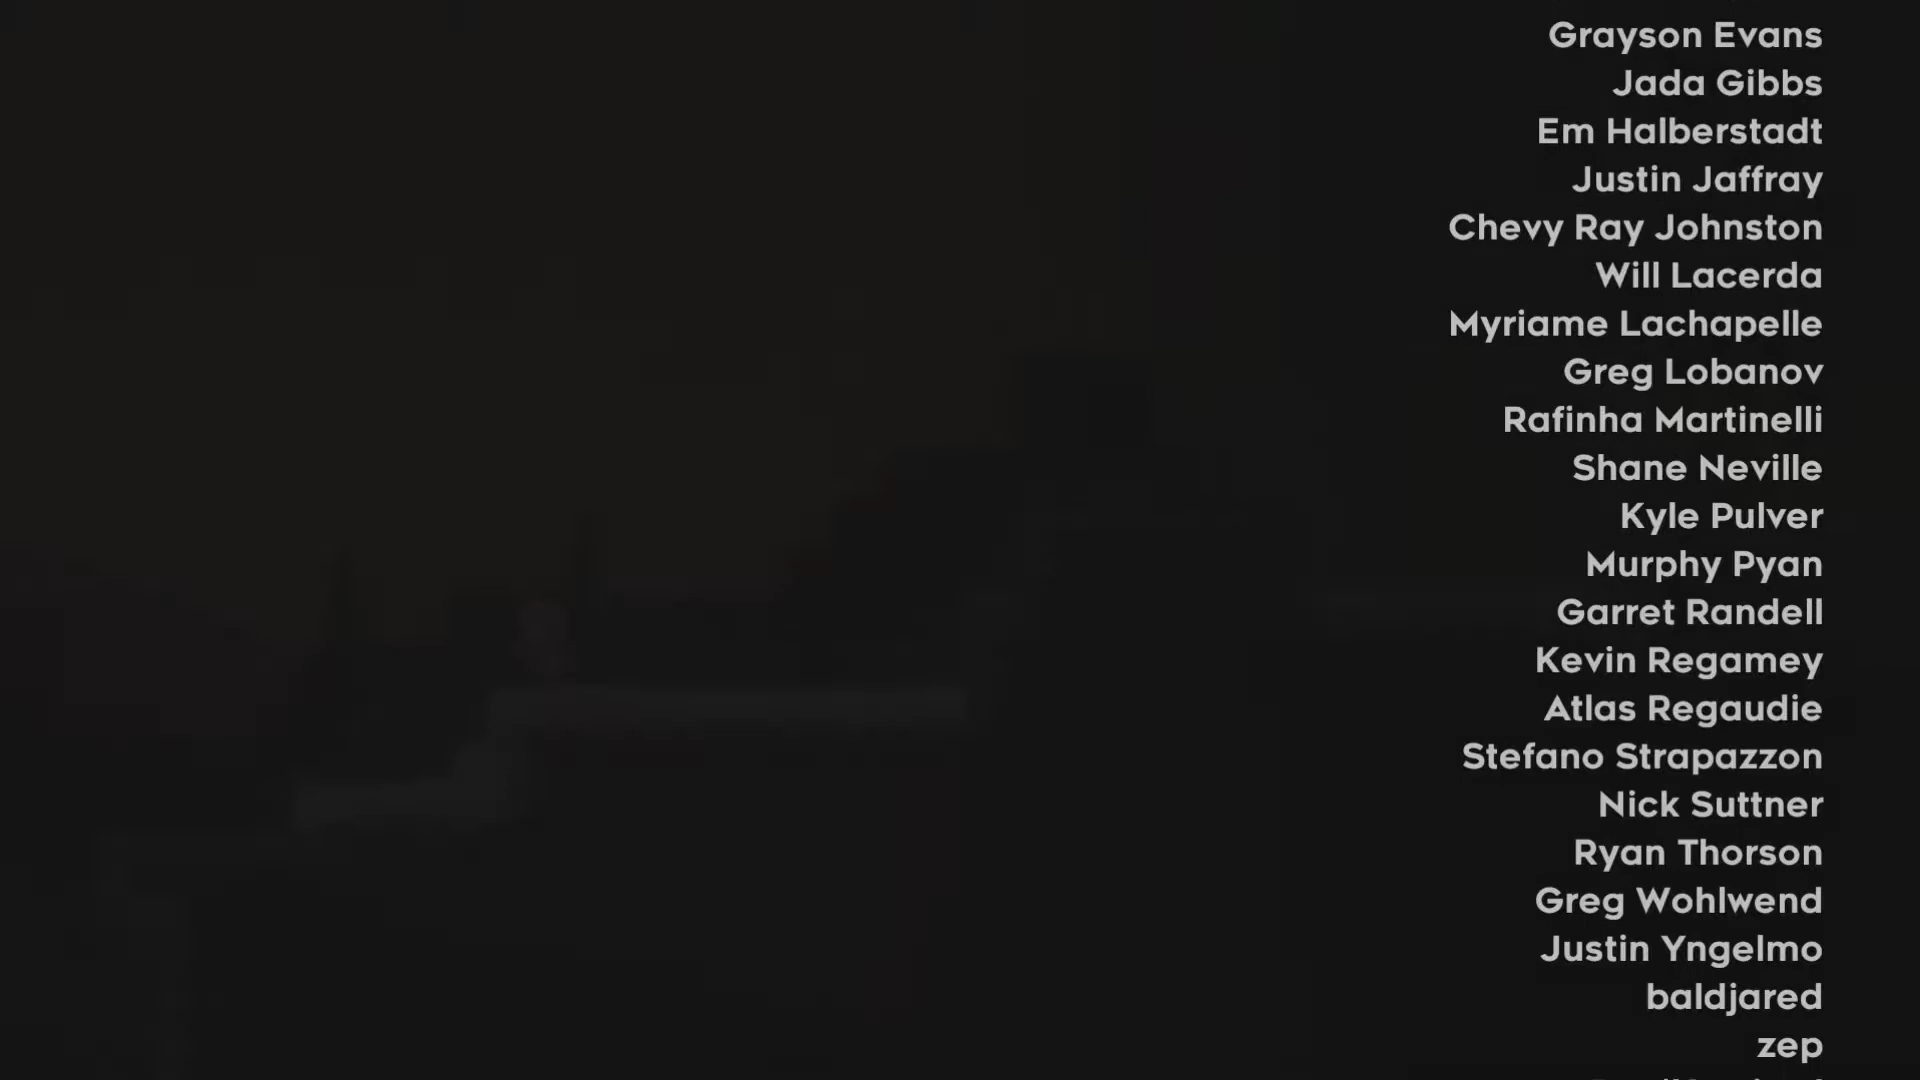 Grayson Evans
Jada Gibbs
Em Halberstadt
Justin Jaffray
Chevy Ray Johnston
Will Lacerda
Myriame Lachapelle
Greg Lobanov
Rafinha Martinelli
Shane Neville
Kyle Pulver
Murphy Pyan
Garret Randell
Kevin Regamey
Atlas Regaudie
Stefano Strapazzon
Nick Suttner
Ryan Thorson
Greg Wohlwend
Justin Yngelmo
baldjared
zep